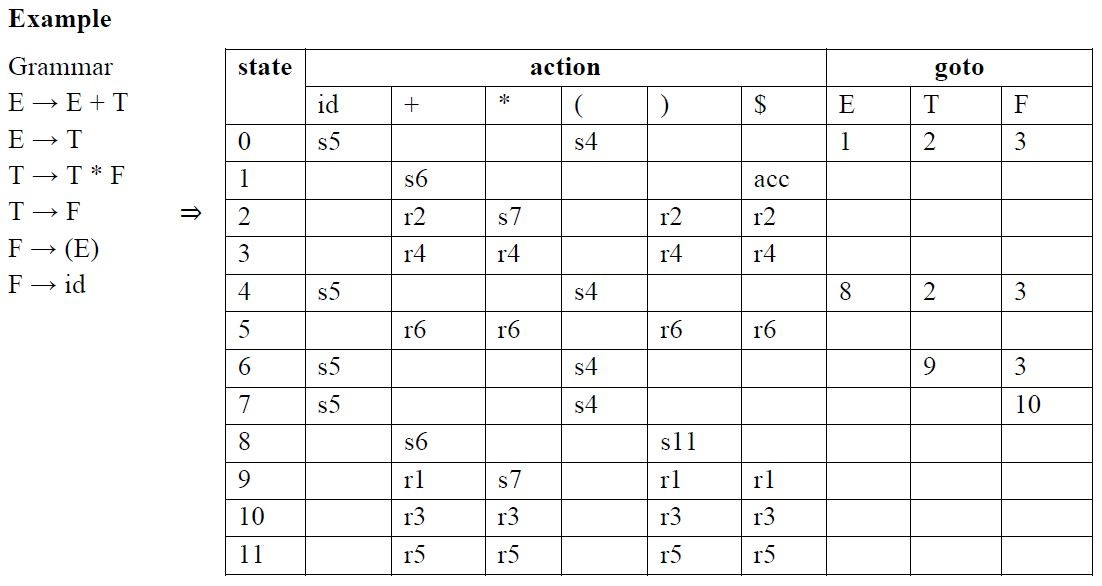 Example
Grammar
E → E + T
E → T
T → T * F
T → F
F → (E)
F → id
⇒
state action goto
id + * ( ) $ E T F
0 s5 s4 1 2 3
1 s6 acc
2 r2 s7 r2 r2
3 r4 r4 r4 r4
4 s5 s4 8 2 3
5 r6 r6 r6 r6
6 s5 s4 9 3
7 s5 s4 10
8 s6 s11
9 r1 s7 r1 r1
10 r3 r3 r3 r3
11 r5 r5 r5 r5